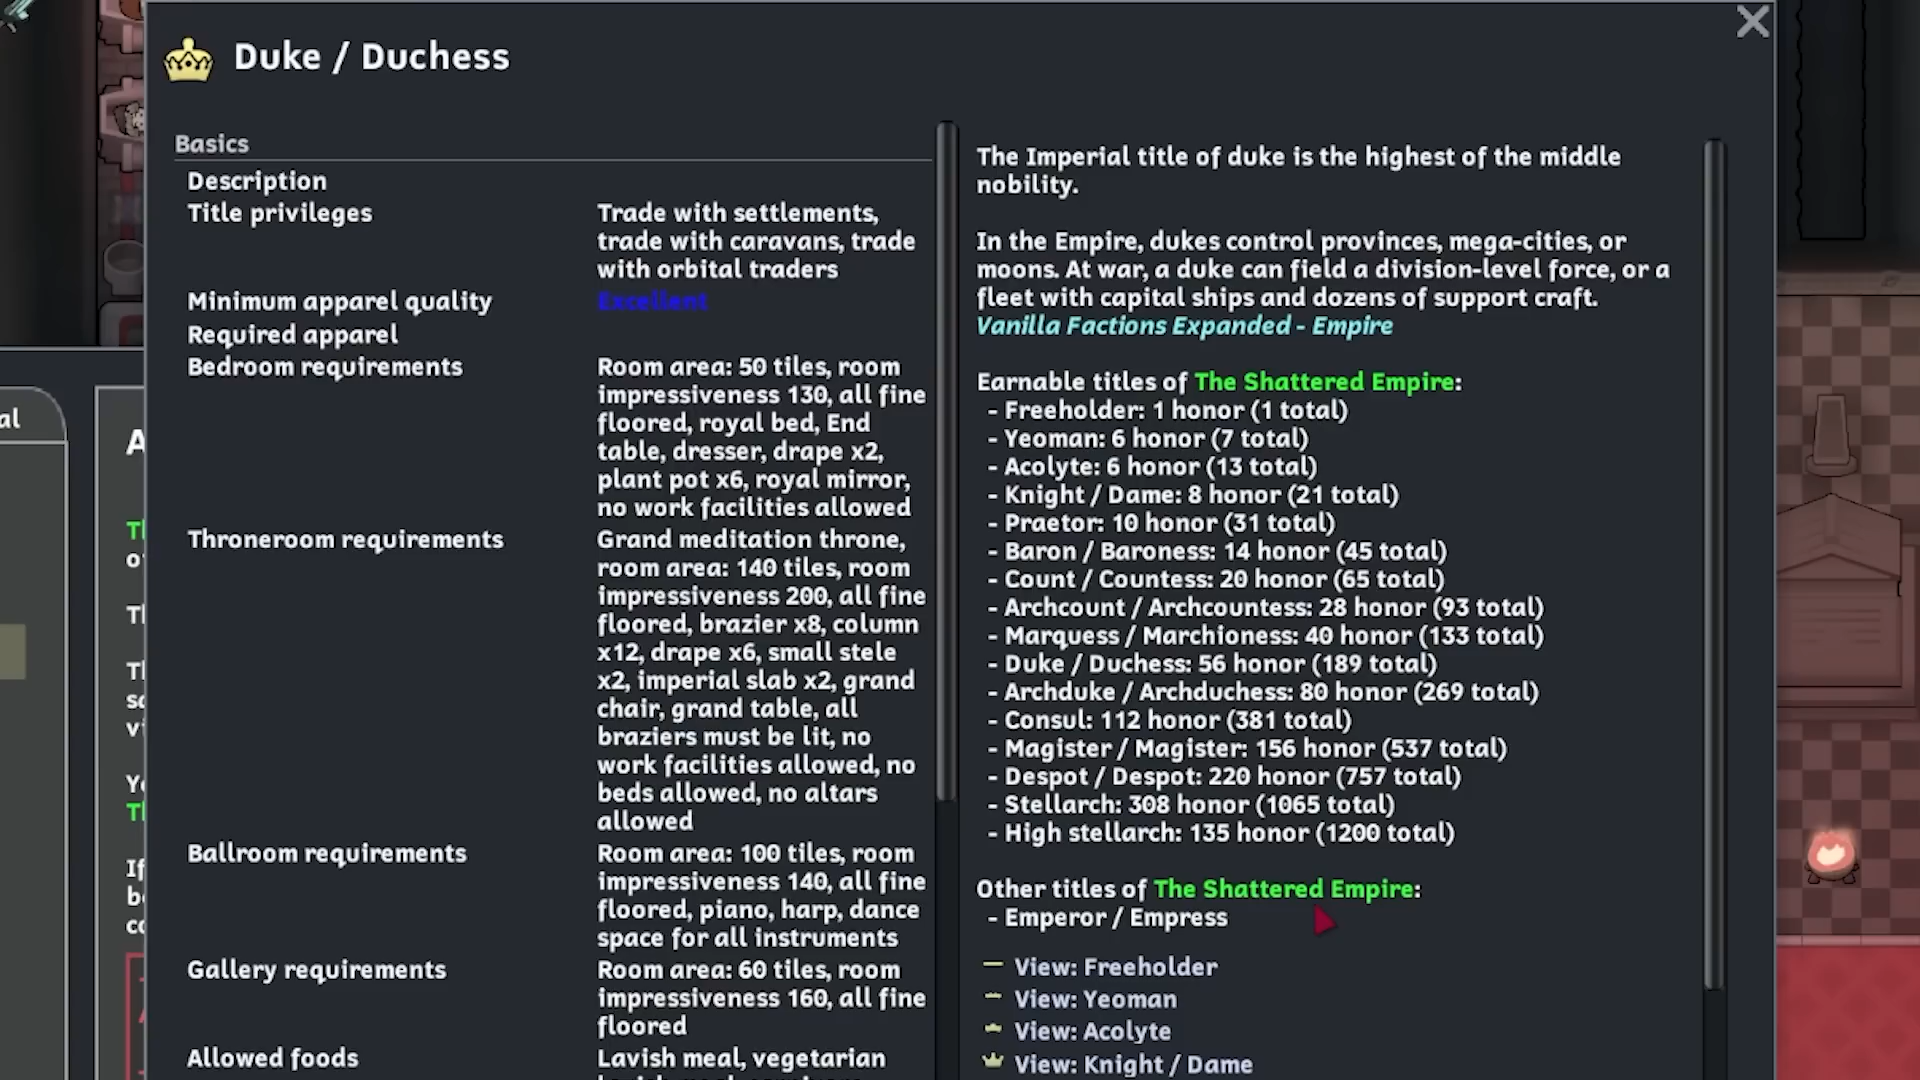 Duke / Duchess
Basics
Description
Title privileges
Trade with settlements,
trade with caravans, trade
with orbital traders
Minimum apparel quality
Excellent
Required apparel
Bedroom requirements
Room area: 50 tiles, room
impressiveness 130, all fine
floored, royal bed, End
table, dresser, drape x2,
plant pot x6, royal mirror,
no work facilities allowed
Throneroom requirements
Grand meditation throne,
room area: 140 tiles, room
impressiveness 200, all fine
floored, brazier x8, column
x12, drape x6, small stele
x2, imperial slab x2, grand
chair, grand table, all
braziers must be lit, no
work facilities allowed, no
beds allowed, no altars
allowed
Ballroom requirements
Room area: 100 tiles, room
impressiveness 140, all fine
floored, piano, harp, dance
space for all instruments
Gallery requirements
Room area: 60 tiles, room
impressiveness 160, all fine
floored
Allowed foods
Lavish meal, vegetarian
The Imperial title of duke is the highest of the middle
nobility.
In the Empire, dukes control provinces, mega-cities, or
moons. At war, a duke can field a division-level force, or a
fleet with capital ships and dozens of support craft.
Vanilla Factions Expanded - Empire
Earnable titles of The Shattered Empire:
- Freeholder: 1 honor (1 total)
- Yeoman: 6 honor (7 total)
- Acolyte: 6 honor (13 total)
- Knight / Dame: 8 honor (21 total)
- Praetor: 10 honor (31 total)
- Baron / Baroness: 14 honor (45 total)
- Count / Countess: 20 honor (65 total)
- Archcount / Archcountess: 28 honor (93 total)
- Marquess / Marchioness: 40 honor (133 total)
- Duke / Duchess: 56 honor (189 total)
- Archduke / Archduchess: 80 honor (269 total)
- Consul: 112 honor (381 total)
- Magister / Magister: 156 honor (537 total)
- Despot / Despot: 220 honor (757 total)
- Stellarch: 308 honor (1065 total)
- High stellarch: 135 honor (1200 total)
Other titles of The Shattered Empire:
- Emperor / Empress
View: Freeholder
View: Yeoman
View: Acolyte
View: Knight / Dame